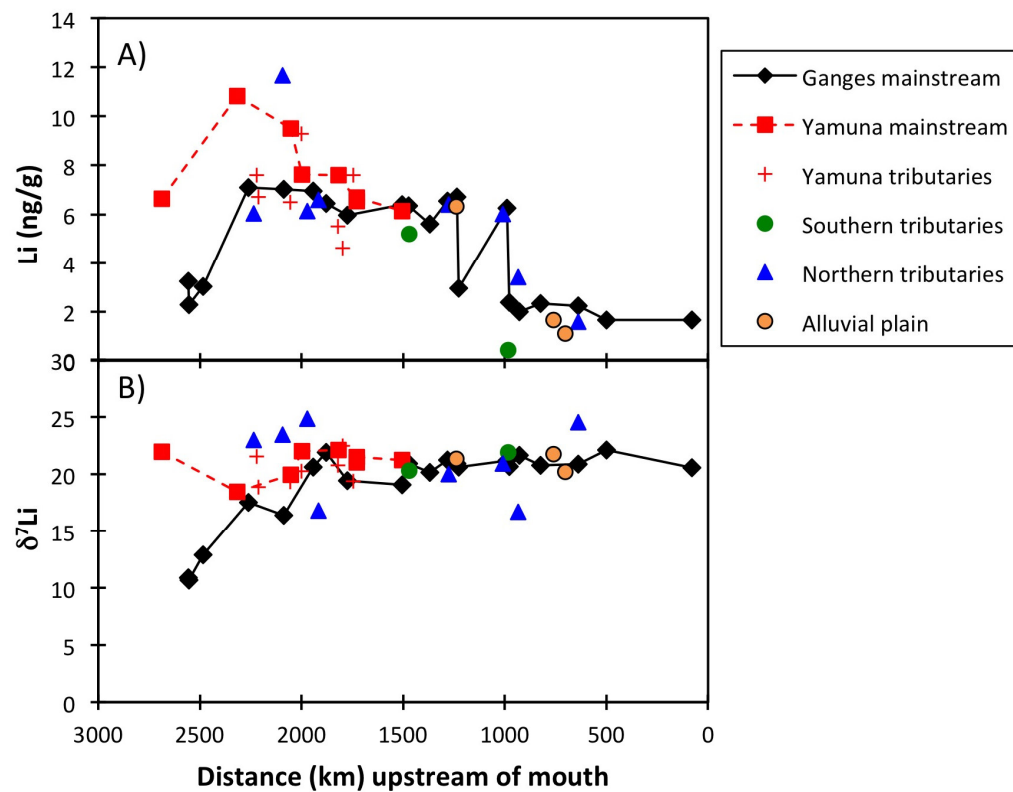 14
12
10
8
6
4
2
0
Li (ng/g)
A)
Ganges mainstream
Yamuna mainstream
Yamuna tributaries
Southern tributaries
Northern tributaries
Alluvial plain
30
25
20
15
10
5
0
δ⁷Li
B)
3000 2500 2000 1500 1000 500 0
Distance (km) upstream of mouth